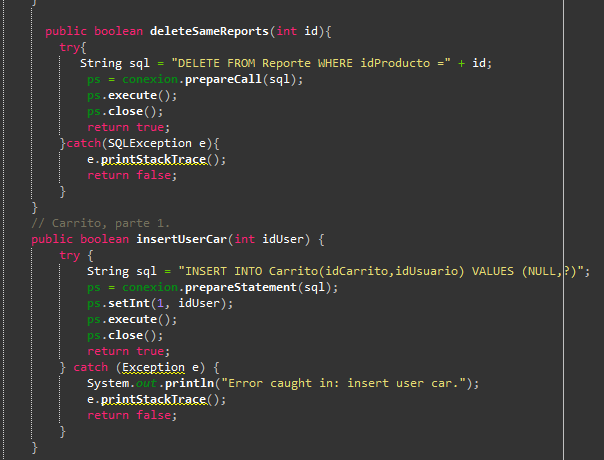 }
public boolean deleteSameReports(int id){
try{
String sql = "DELETE FROM Reporte WHERE idProducto =" + id;
ps = conexion.prepareCall(sql);
ps.execute();
ps.close();
return true;
}catch(SQLException e){
e.printStackTrace();
return false;
}
}
// Carrito, parte 1.
public boolean insertUserCar(int idUser) {
try {
String sql = "INSERT INTO Carrito(idCarrito,idUsuario) VALUES (NULL,?)";
ps = conexion.prepareStatement(sql);
ps.setInt(1, idUser);
ps.execute();
ps.close();
return true;
} catch (Exception e) {
System.out.println("Error caught in: insert user car.");
e.printStackTrace();
return false;
}
}